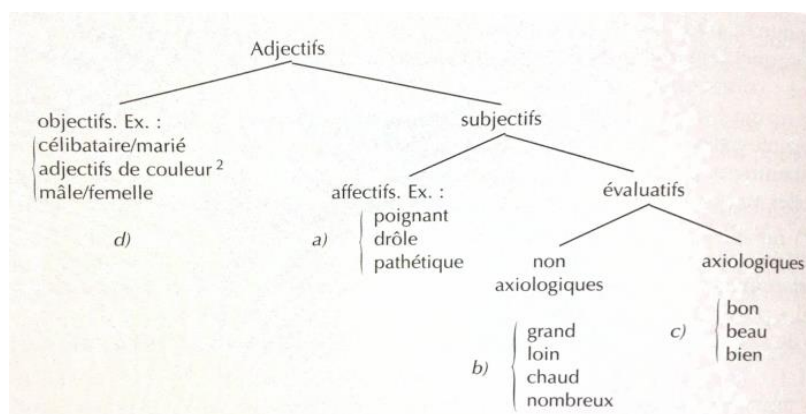 Adjectifs
objectifs. Ex. :
célibataire/marié
adjectifs de couleur 2
mâle/femelle
d)
subjectifs
affectifs. Ex. :
poignant
a) drôle
pathétique
évaluatifs
non
axiologiques
grand
loin
b) chaud
nombreux
axiologiques
bon
c) beau
bien